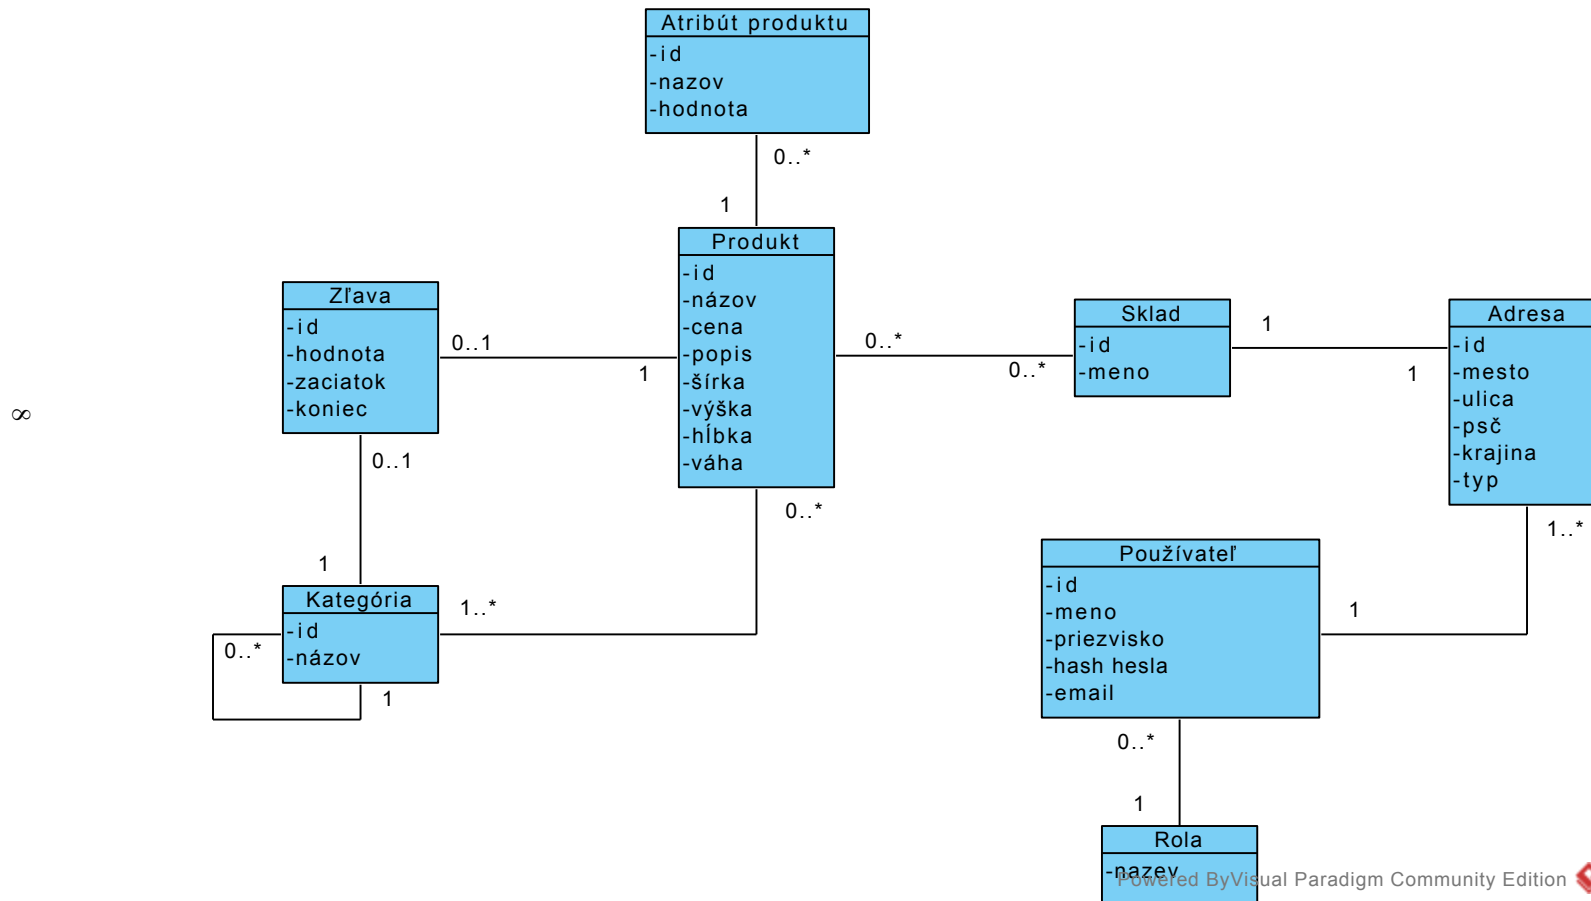 Atribút produktu
-id
-nazov
-hodnota
0..*
1
Produkt
-id
-názov
-cena
-popis
-šírka
-výška
-hĺbka
-váha
Zľava
-id
-hodnota
-zaciatok
-koniec
0..1
1
0..*
0..*
Sklad
-id
-meno
1
1
Adresa
-id
-mesto
-ulica
-psč
-krajina
-typ
∞
0..1
1
0..*
1..*
Kategória
-id
-názov
0..*
1
1..*
1
Používateľ
-id
-meno
-priezvisko
-hash hesla
-email
0..*
1
Rola
-nazev
Powered ByVisual Paradigm Community Edition